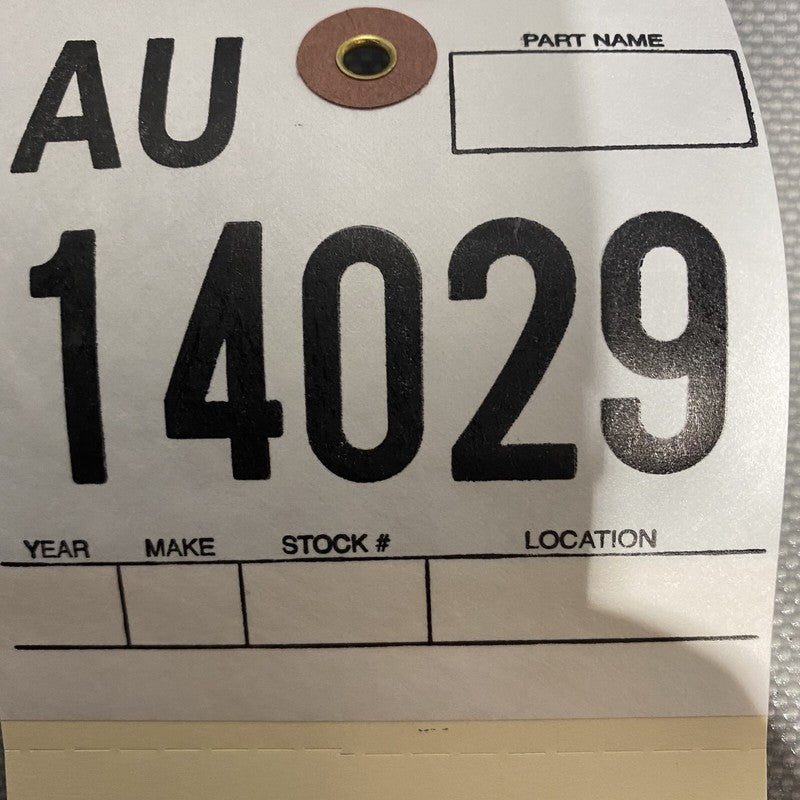 AU
PART NAME
14029
YEAR MAKE STOCK # LOCATION